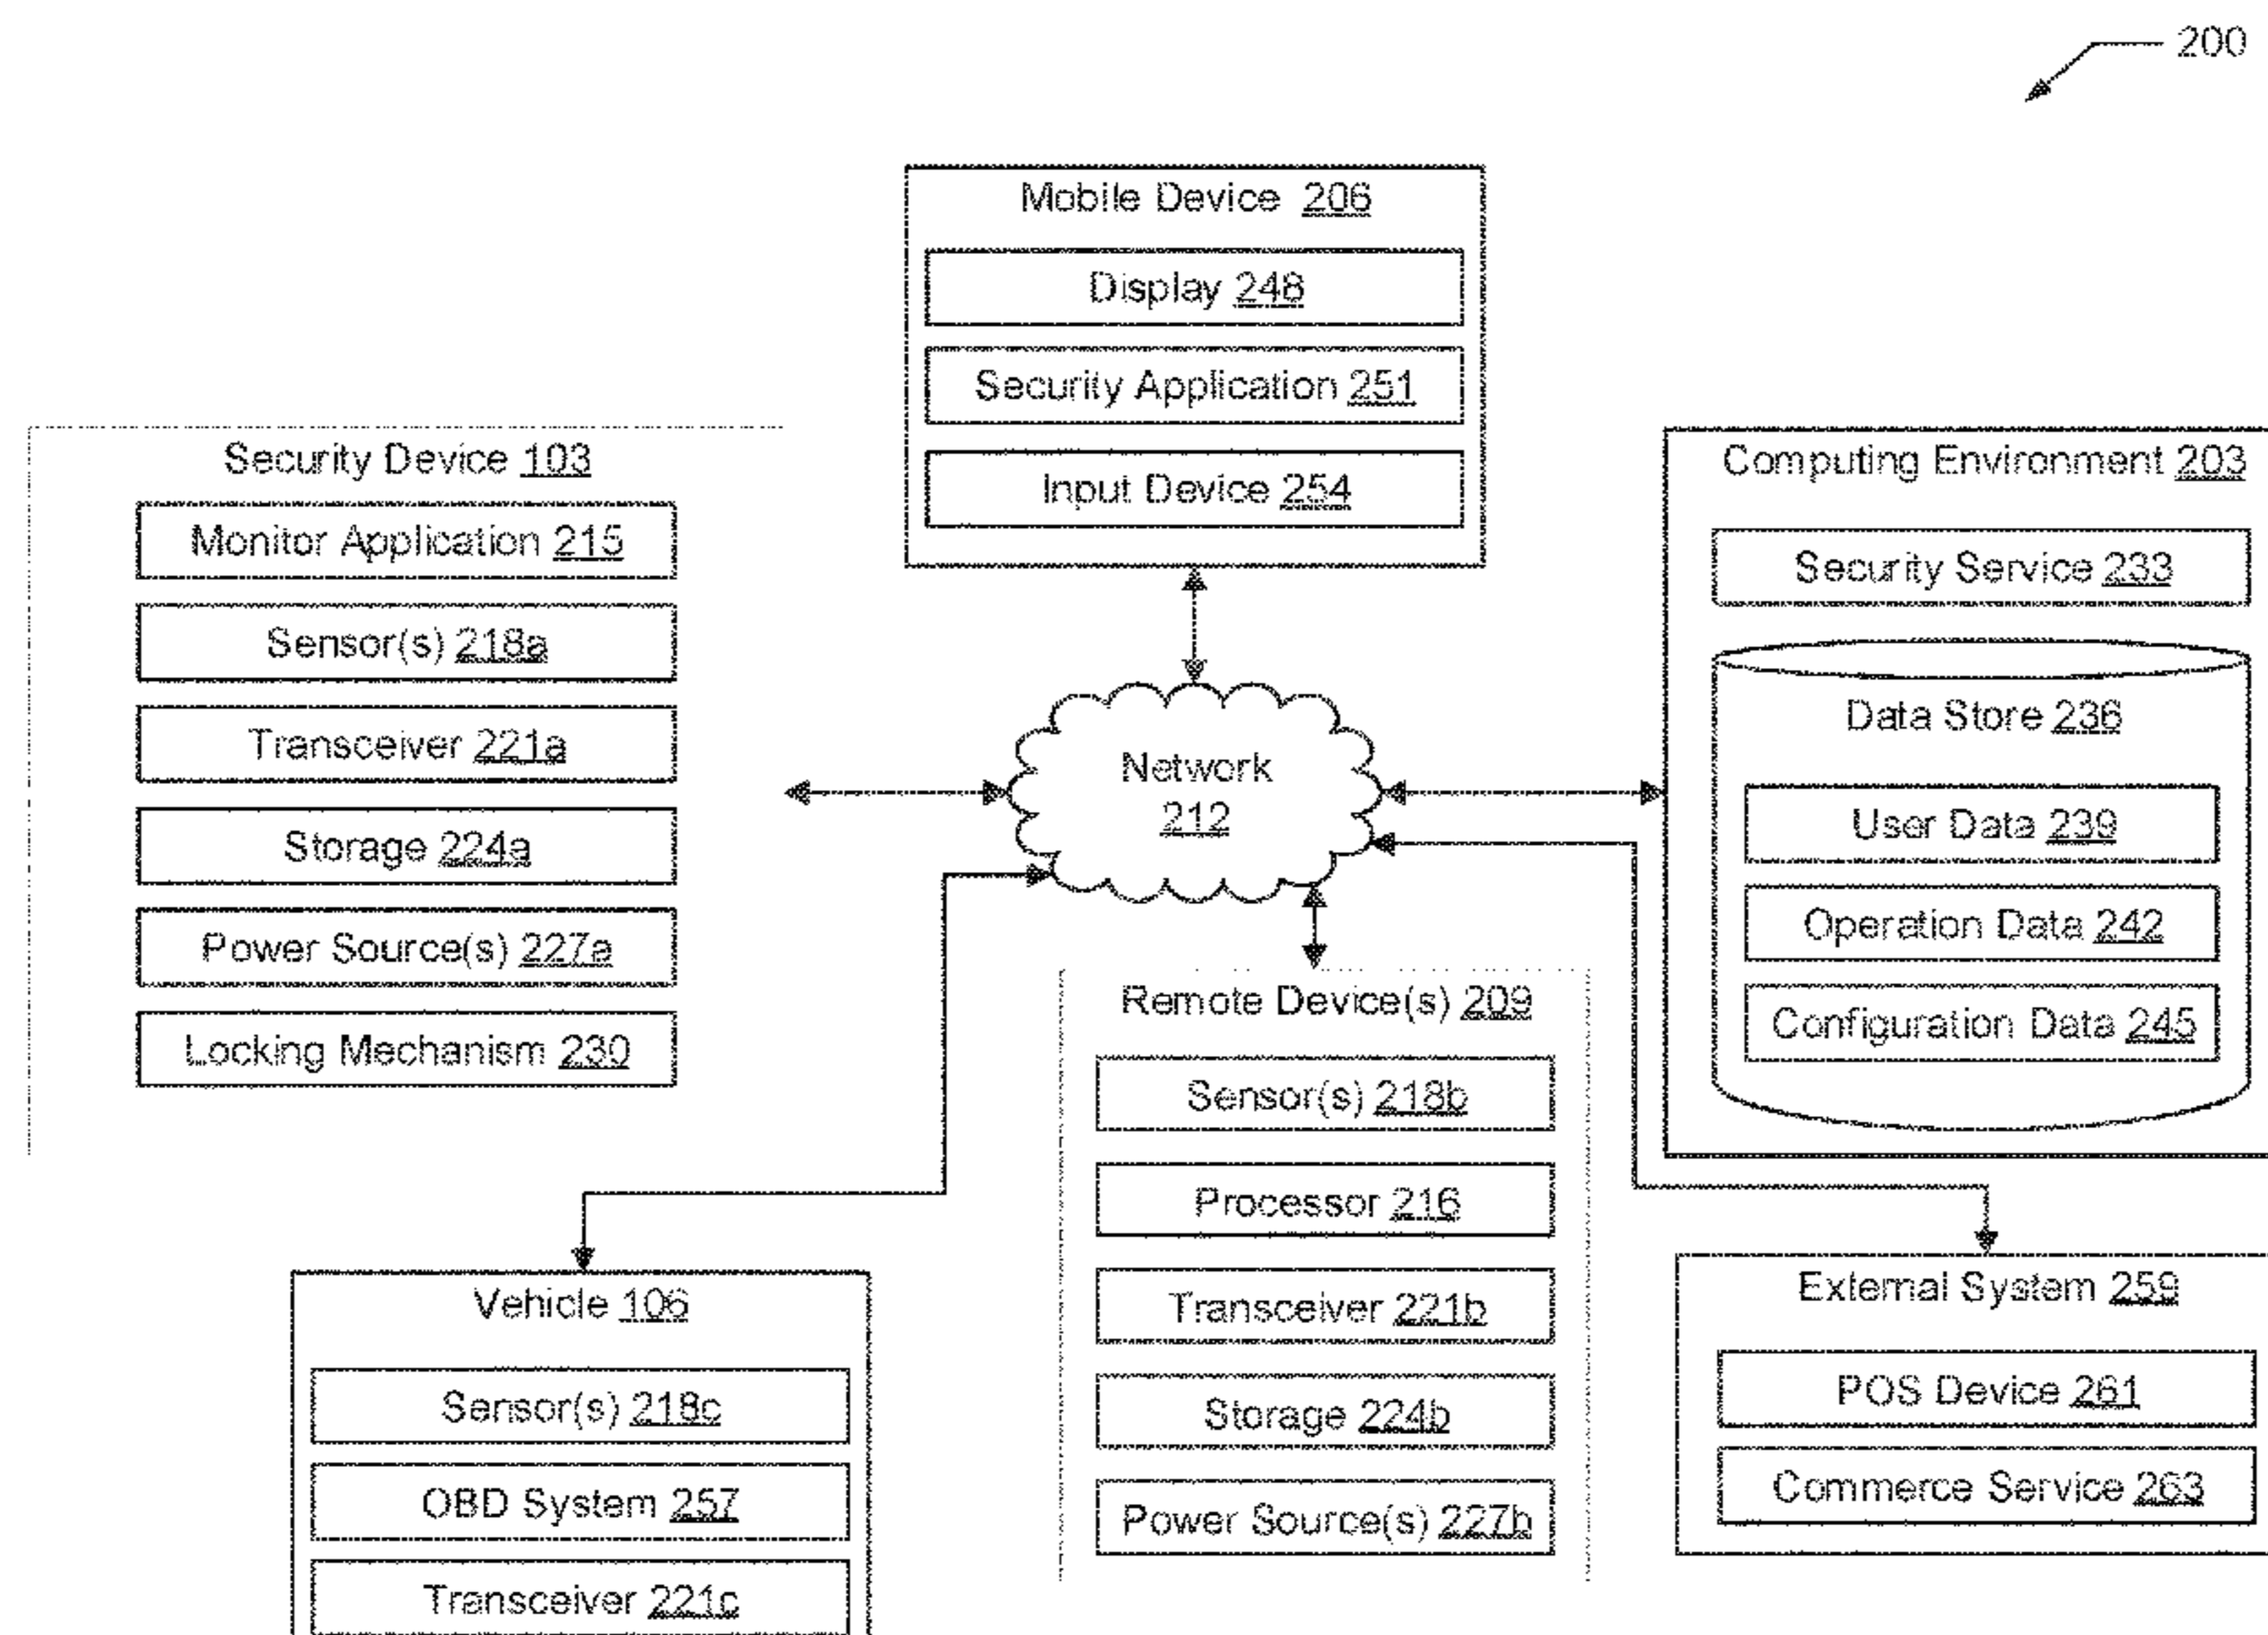 200
Mobile Device 206
Display 248
Security Application 251
Input Device 254
Security Device 103
Monitor Application 215
Sensor(s) 218a
Transceiver 221a
Storage 224a
Power Source(s) 227a
Locking Mechanism 230
Network
212
Computing Environment 203
Security Service 233
Data Store 236
User Data 239
Operation Data 242
Configuration Data 245
Vehicle 106
Sensor(s) 218c
OBD System 257
Transceiver 221c
Remote Device(s) 209
Sensor(s) 218b
Processor 216
Transceiver 221b
Storage 224b
Power Source(s) 227b
External System 259
POS Device 261
Commerce Service 263